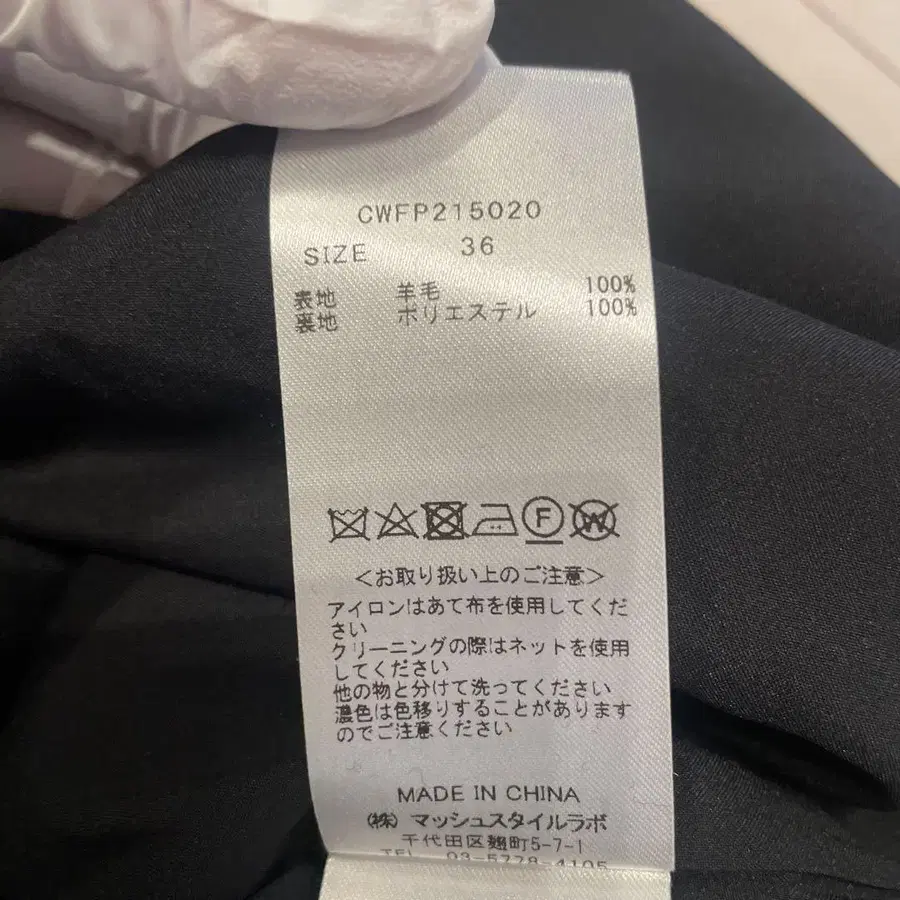 CWFP215020
SIZE 36
表地 羊毛 100%
裏地 ポリエステル 100%
F W
＜お取り扱い上のご注意＞
アイロンはあて布を使用してくだ
さい
クリーニングの際はネットを使用
してください
他の物と分けて洗ってください
濃色は色移りすることがあります
のでご注意ください
MADE IN CHINA
(株) マッシュスタイルラボ
千代田区麹町5-7-1
TEL 03-5778-4105